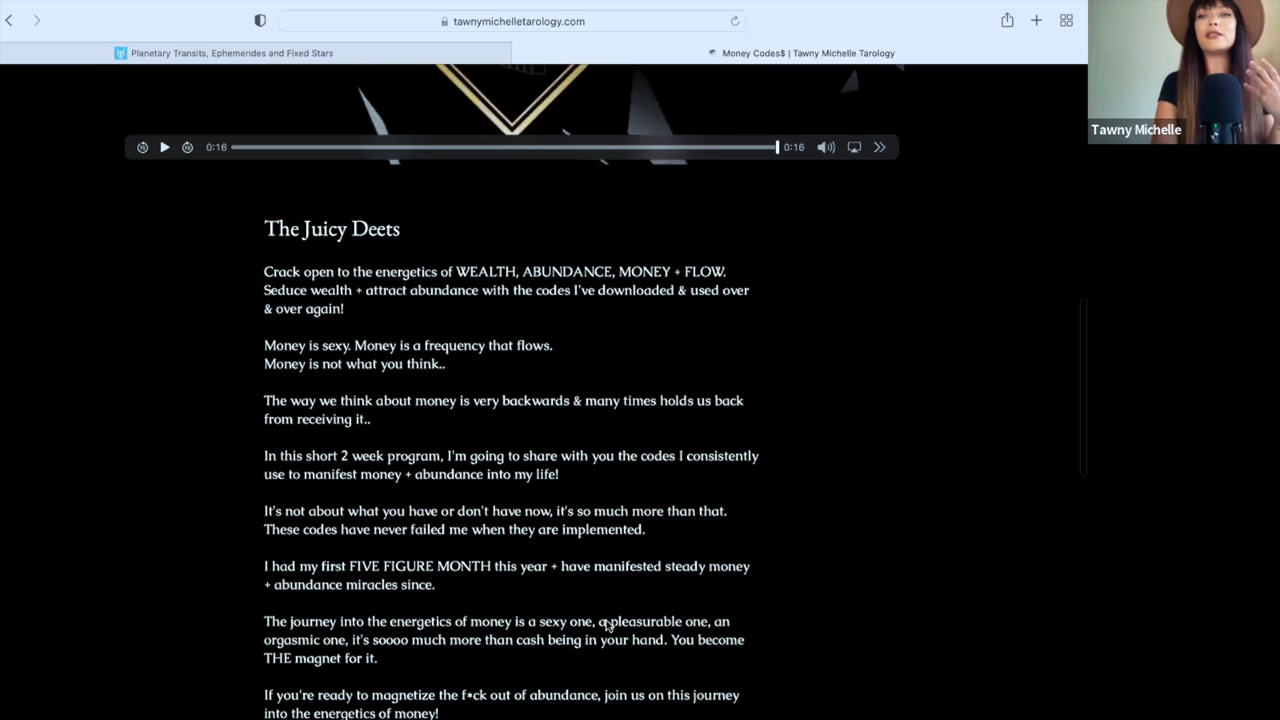 tawnymichelletarology.com
Planetary Transits, Ephemerides and Fixed Stars
Money Codes$ | Tawny Michelle Tarology
Tawny Michelle
0:16
0:16
The Juicy Deets
Crack open to the energetics of WEALTH, ABUNDANCE, MONEY + FLOW.
Seduce wealth + attract abundance with the codes I've downloaded & used over
& over again!
Money is sexy. Money is a frequency that flows.
Money is not what you think..
The way we think about money is very backwards & many times holds us back
from receiving it..
In this short 2 week program, I'm going to share with you the codes I consistently
use to manifest money + abundance into my life!
It's not about what you have or don't have now, it's so much more than that.
These codes have never failed me when they are implemented.
I had my first FIVE FIGURE MONTH this year + have manifested steady money
+ abundance miracles since.
The journey into the energetics of money is a sexy one, a pleasurable one, an
orgasmic one, it's soooo much more than cash being in your hand. You become
THE magnet for it.
If you're ready to magnetize the f*ck out of abundance, join us on this journey
into the energetics of money!